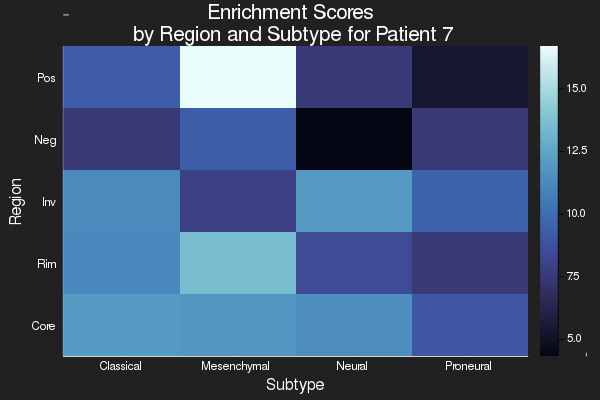 Enrichment Scores
by Region and Subtype for Patient 7
Region
Pos
Neg
Inv
Rim
Core
Classical
Mesenchymal
Neural
Proneural
Subtype
15.0
12.5
10.0
7.5
5.0